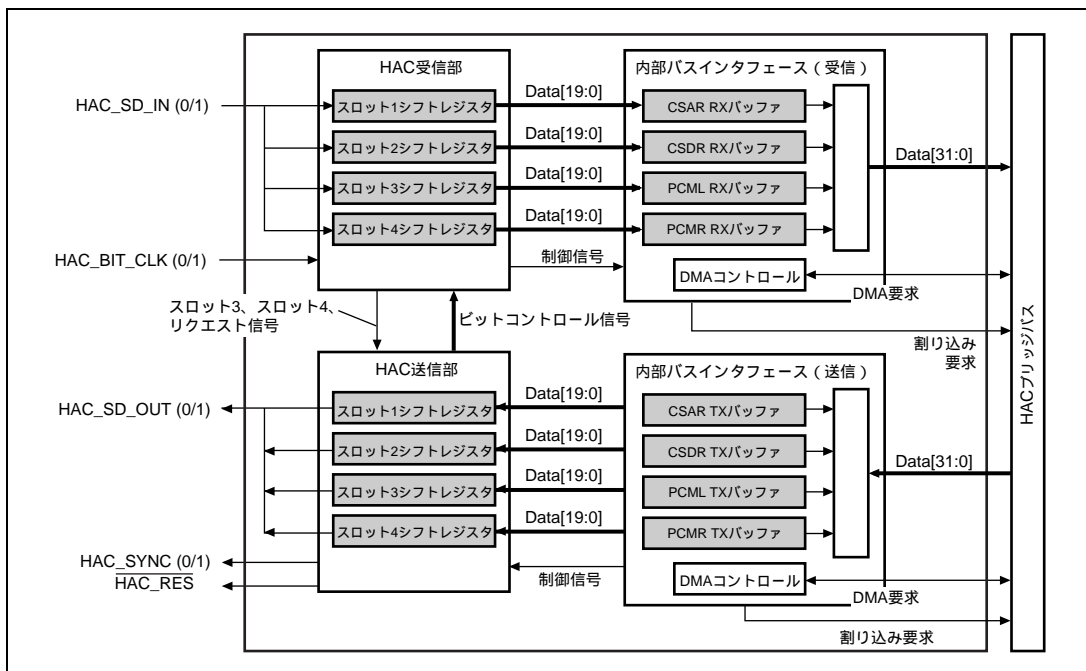 HAC受信部
内部バスインタフェース（受信）
HAC_SD_IN (0/1)
スロット1シフトレジスタ
Data[19:0]
CSAR RXバッファ
スロット2シフトレジスタ
Data[19:0]
CSDR RXバッファ
Data[31:0]
スロット3シフトレジスタ
Data[19:0]
PCML RXバッファ
スロット4シフトレジスタ
Data[19:0]
PCMR RXバッファ
HAC_BIT_CLK (0/1)
制御信号
DMAコントロール
DMA要求
スロット3、スロット4、
リクエスト信号
ビットコントロール信号
割り込み
要求
HACブリッジバス
HAC送信部
内部バスインタフェース（送信）
HAC_SD_OUT (0/1)
スロット1シフトレジスタ
Data[19:0]
CSAR TXバッファ
スロット2シフトレジスタ
Data[19:0]
CSDR TXバッファ
Data[31:0]
スロット3シフトレジスタ
Data[19:0]
PCML TXバッファ
スロット4シフトレジスタ
Data[19:0]
PCMR TXバッファ
HAC_SYNC (0/1)
HAC_RES
制御信号
DMAコントロール
DMA要求
割り込み要求